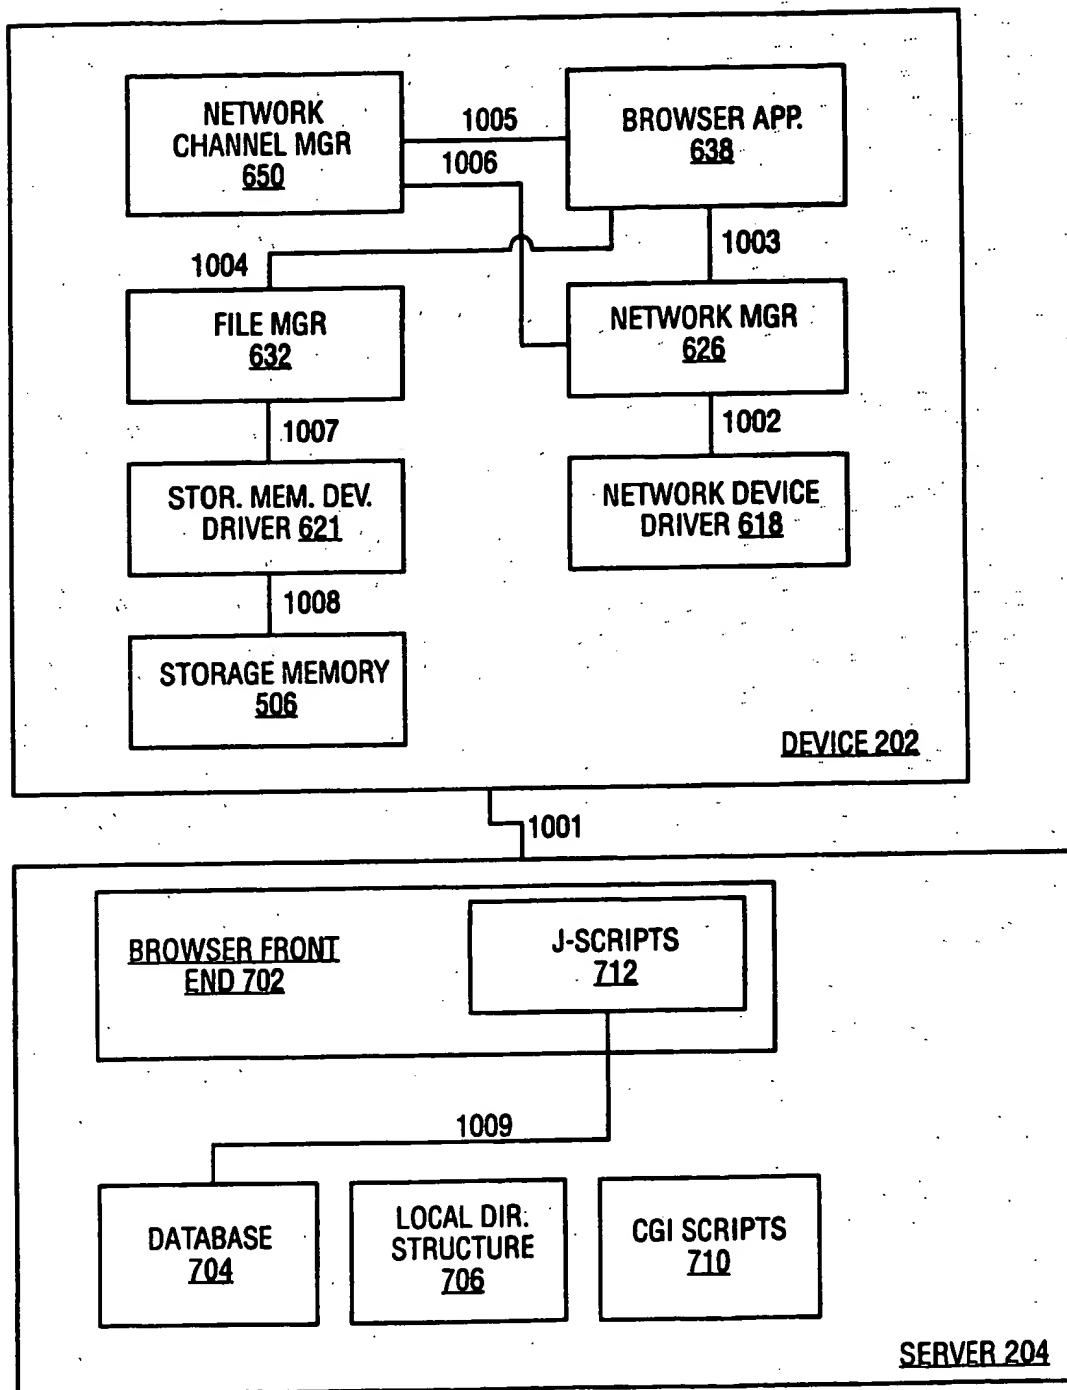 NETWORK
CHANNEL MGR
650
1005
1006
BROWSER APP.
638
1004
1003
FILE MGR
632
NETWORK MGR
626
1007
1002
STOR. MEM. DEV.
DRIVER 621
NETWORK DEVICE
DRIVER 618
1008
STORAGE MEMORY
506
DEVICE 202
1001
BROWSER FRONT
END 702
J-SCRIPTS
712
1009
DATABASE
704
LOCAL DIR.
STRUCTURE
706
CGI SCRIPTS
710
SERVER 204